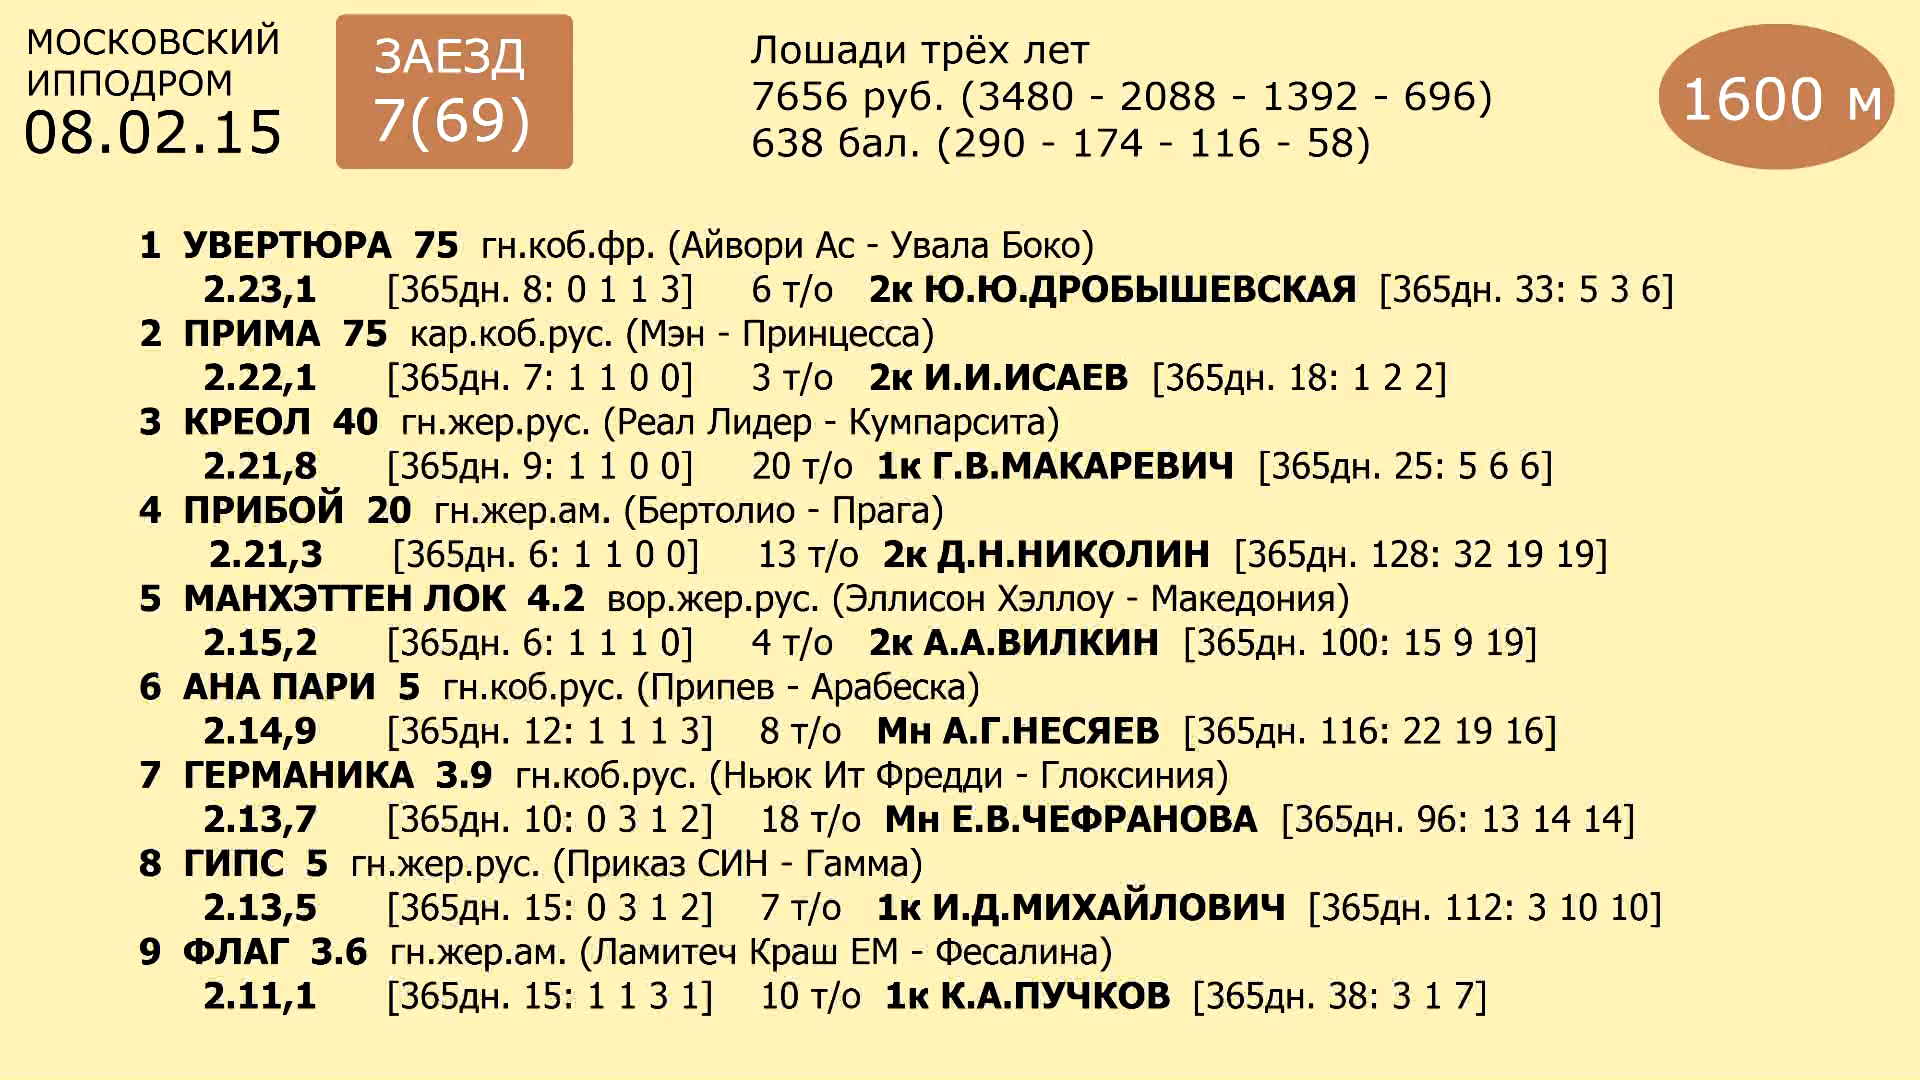 МОСКОВСКИЙ
ИППОДРОМ
08.02.15
ЗАЕЗД
7(69)
Лошади трёх лет
7656 руб. (3480 - 2088 - 1392 - 696)
638 бал. (290 - 174 - 116 - 58)
1600 м
1 УВЕРТЮРА 75 гн.коб.фр. (Айвори Ас - Увала Боко)
2.23,1 [365дн. 8: 0 1 1 3] 6 т/о 2к Ю.Ю.ДРОБЫШЕВСКАЯ [365дн. 33: 5 3 6]
2 ПРИМА 75 кар.коб.рус. (Мэн - Принцесса)
2.22,1 [365дн. 7: 1 1 0 0] 3 т/о 2к И.И.ИСАЕВ [365дн. 18: 1 2 2]
3 КРЕОЛ 40 гн.жер.рус. (Реал Лидер - Кумпарсита)
2.21,8 [365дн. 9: 1 1 0 0] 20 т/о 1к Г.В.МАКАРЕВИЧ [365дн. 25: 5 6 6]
4 ПРИБОЙ 20 гн.жер.ам. (Бертолио - Прага)
2.21,3 [365дн. 6: 1 1 0 0] 13 т/о 2к Д.Н.НИКОЛИН [365дн. 128: 32 19 19]
5 МАНХЭТТЕН ЛОК 4.2 вор.жер.рус. (Эллисон Хэллоу - Македония)
2.15,2 [365дн. 6: 1 1 1 0] 4 т/о 2к А.А.ВИЛКИН [365дн. 100: 15 9 19]
6 АНА ПАРИ 5 гн.коб.рус. (Припев - Арабеска)
2.14,9 [365дн. 12: 1 1 1 3] 8 т/о Мн А.Г.НЕСЯЕВ [365дн. 116: 22 19 16]
7 ГЕРМАНИКА 3.9 гн.коб.рус. (Ньюк Ит Фредди - Глоксиния)
2.13,7 [365дн. 10: 0 3 1 2] 18 т/о Мн Е.В.ЧЕФРАНОВА [365дн. 96: 13 14 14]
8 ГИПС 5 гн.жер.рус. (Приказ СИН - Гамма)
2.13,5 [365дн. 15: 0 3 1 2] 7 т/о 1к И.Д.МИХАЙЛОВИЧ [365дн. 112: 3 10 10]
9 ФЛАГ 3.6 гн.жер.ам. (Ламитеч Краш ЕМ - Фесалина)
2.11,1 [365дн. 15: 1 1 3 1] 10 т/о 1к К.А.ПУЧКОВ [365дн. 38: 3 1 7]